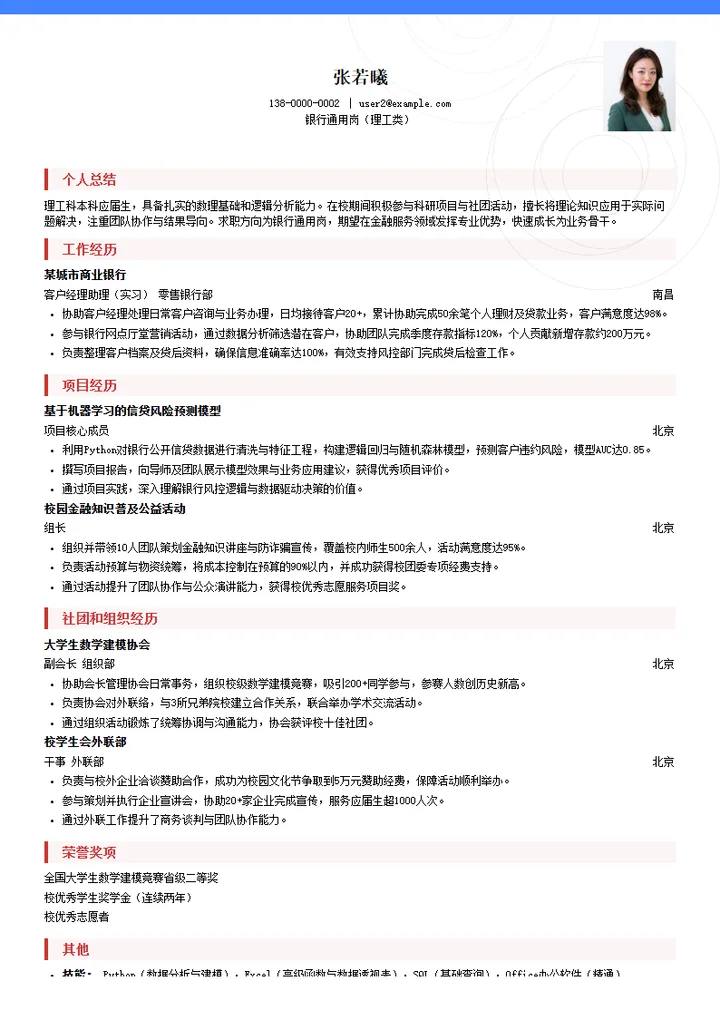 张若曦
138-0000-0002 | user2@example.com
银行通用岗（理工类）
个人总结
理工科本科应届生，具备扎实的数理基础和逻辑分析能力。在校期间积极参与科研项目与社团活动，擅长将理论知识应用于实际问
题解决，注重团队协作与结果导向。求职方向为银行通用岗，期望在金融服务领域发挥专业优势，快速成长为业务骨干。
工作经历
某城市商业银行
客户经理助理（实习） 零售银行部 南昌
• 协助客户经理处理日常客户咨询与业务办理，日均接待客户20+，累计协助完成50余笔个人理财及贷款业务，客户满意度达98%。
• 参与银行网点厅堂营销活动，通过数据分析筛选潜在客户，协助团队完成季度存款指标120%，个人贡献新增存款约200万元。
• 负责整理客户档案及贷后资料，确保信息准确率达100%，有效支持风控部门完成贷后检查工作。
项目经历
基于机器学习的信贷风险预测模型
项目核心成员 北京
• 利用Python对银行公开信贷数据进行清洗与特征工程，构建逻辑回归与随机森林模型，预测客户违约风险，模型AUC达0.85。
• 撰写项目报告，向导师及团队展示模型效果与业务应用建议，获得优秀项目评价。
• 通过项目实践，深入理解银行风控逻辑与数据驱动决策的价值。
校园金融知识普及公益活动
组长 北京
• 组织并带领10人团队策划金融知识讲座与防诈骗宣传，覆盖校内师生500余人，活动满意度达95%。
• 负责活动预算与物资统筹，将成本控制在预算的90%以内，并成功获得校团委专项经费支持。
• 通过活动提升了团队协作与公众演讲能力，获得校优秀志愿服务项目奖。
社团和组织经历
大学生数学建模协会
副会长 组织部 北京
• 协助会长管理协会日常事务，组织校级数学建模竞赛，吸引200+同学参与，参赛人数创历史新高。
• 负责协会对外联络，与3所兄弟院校建立合作关系，联合举办学术交流活动。
• 通过组织活动锻炼了统筹协调与沟通能力，协会获评校十佳社团。
校学生会外联部
干事 外联部 北京
• 负责与校外企业洽谈赞助合作，成功为校园文化节争取到5万元赞助经费，保障活动顺利举办。
• 参与策划并执行企业宣讲会，协助20+家企业完成宣传，服务应届生超1000人次。
• 通过外联工作提升了商务谈判与团队协作能力。
荣誉奖项
全国大学生数学建模竞赛省级二等奖
校优秀学生奖学金（连续两年）
校优秀志愿者
其他
• 技能： Python（数据分析与建模），Excel（高级函数与数据透视表），SQL（基础查询），Office办公软件（精通）